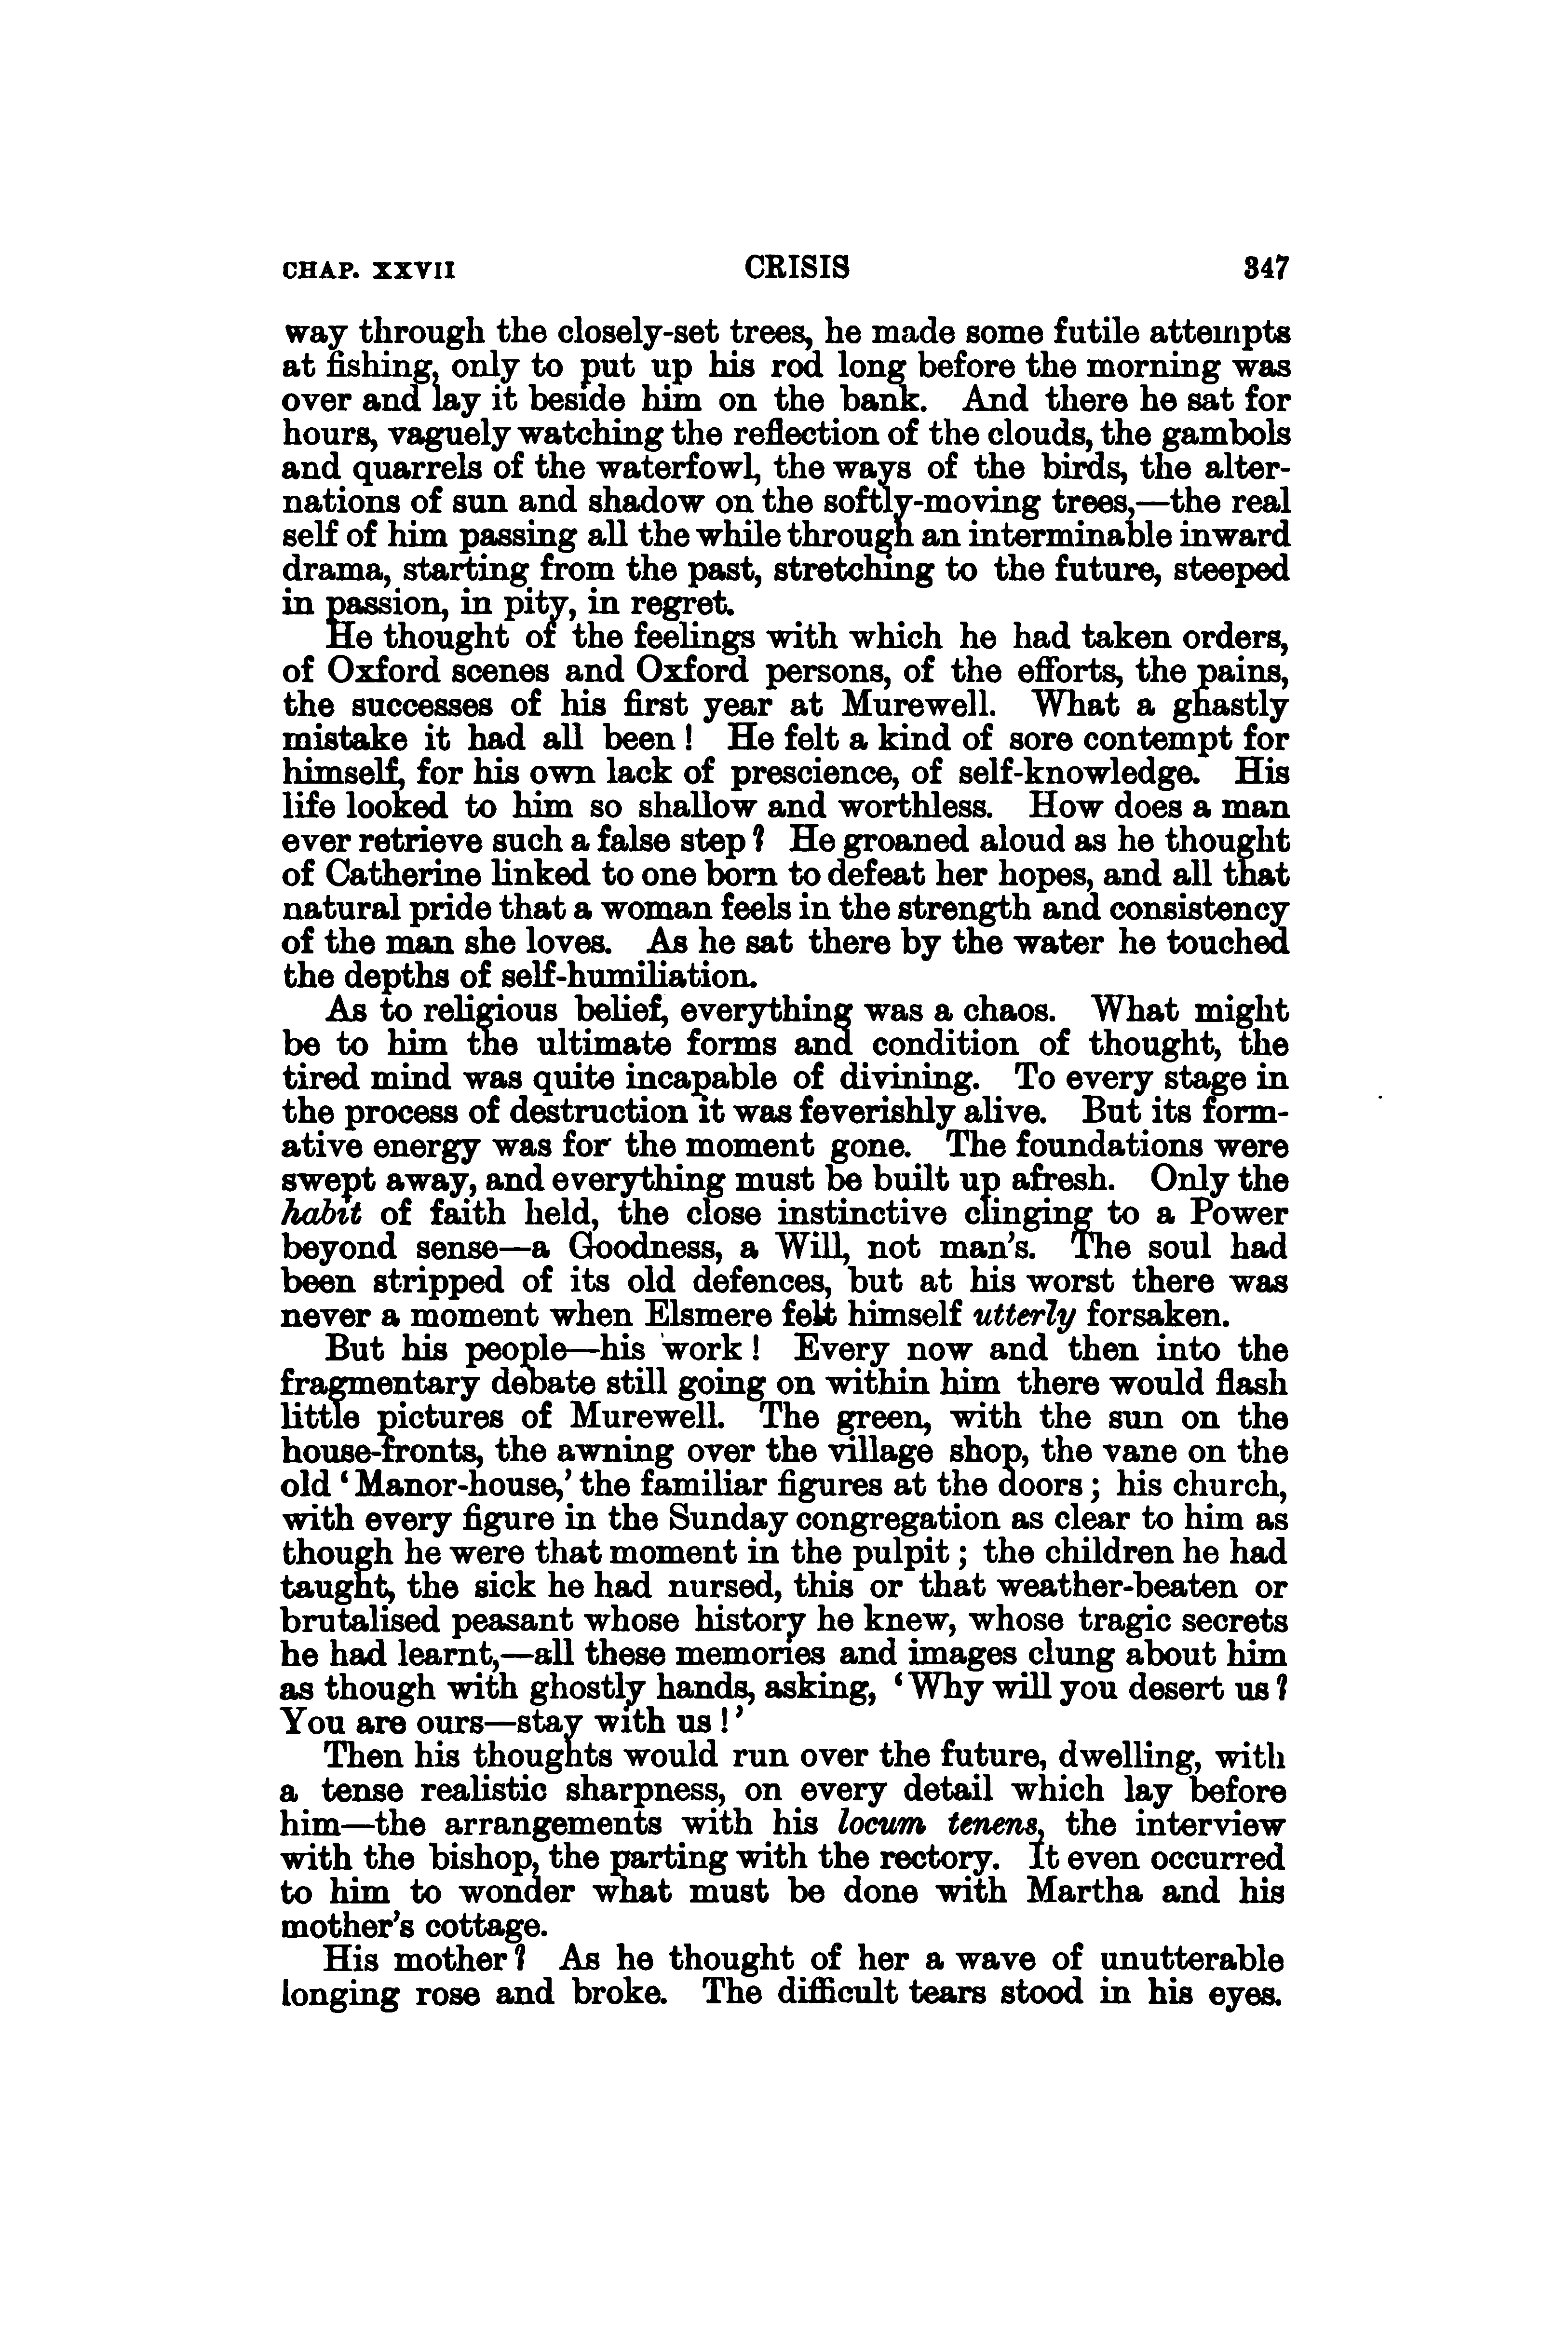 CHAP. XXVII CRISIS 347
way through the closely-set trees, he made some futile attempts
at fishing, only to put up his rod long before the morning was
over and lay it beside him on the bank. And there he sat for
hours, vaguely watching the reflection of the clouds, the gambols
and quarrels of the waterfowl, the ways of the birds, the alter-
nations of sun and shadow on the softly-moving trees,—the real
self of him passing all the while through an interminable inward
drama, starting from the past, stretching to the future, steeped
in passion, in pity, in regret.
He thought of the feelings with which he had taken orders,
of Oxford scenes and Oxford persons, of the efforts, the pains,
the successes of his first year at Murewell. What a ghastly
mistake it had all been! He felt a kind of sore contempt for
himself, for his own lack of prescience, of self-knowledge. His
life looked to him so shallow and worthless. How does a man
ever retrieve such a false step? He groaned aloud as he thought
of Catherine linked to one born to defeat her hopes, and all that
natural pride that a woman feels in the strength and consistency
of the man she loves. As he sat there by the water he touched
the depths of self-humiliation.
As to religious belief, everything was a chaos. What might
be to him the ultimate forms and condition of thought, the
tired mind was quite incapable of divining. To every stage in
the process of destruction it was feverishly alive. But its form-
ative energy was for the moment gone. The foundations were
swept away, and everything must be built up afresh. Only the
habit of faith held, the close instinctive clinging to a Power
beyond sense—a Goodness, a Will, not man's. The soul had
been stripped of its old defences, but at his worst there was
never a moment when Elsmere felt himself utterly forsaken.
But his people—his work! Every now and then into the
fragmentary debate still going on within him there would flash
little pictures of Murewell. The green, with the sun on the
house-fronts, the awning over the village shop, the vane on the
old 'Manor-house,' the familiar figures at the doors; his church,
with every figure in the Sunday congregation as clear to him as
though he were that moment in the pulpit; the children he had
taught, the sick he had nursed, this or that weather-beaten or
brutalised peasant whose history he knew, whose tragic secrets
he had learnt,—all these memories and images clung about him
as though with ghostly hands, asking, 'Why will you desert us?
You are ours—stay with us!'
Then his thoughts would run over the future, dwelling, with
a tense realistic sharpness, on every detail which lay before
him—the arrangements with his locum tenens, the interview
with the bishop, the parting with the rectory. It even occurred
to him to wonder what must be done with Martha and his
mother's cottage.
His mother? As he thought of her a wave of unutterable
longing rose and broke. The difficult tears stood in his eyes.